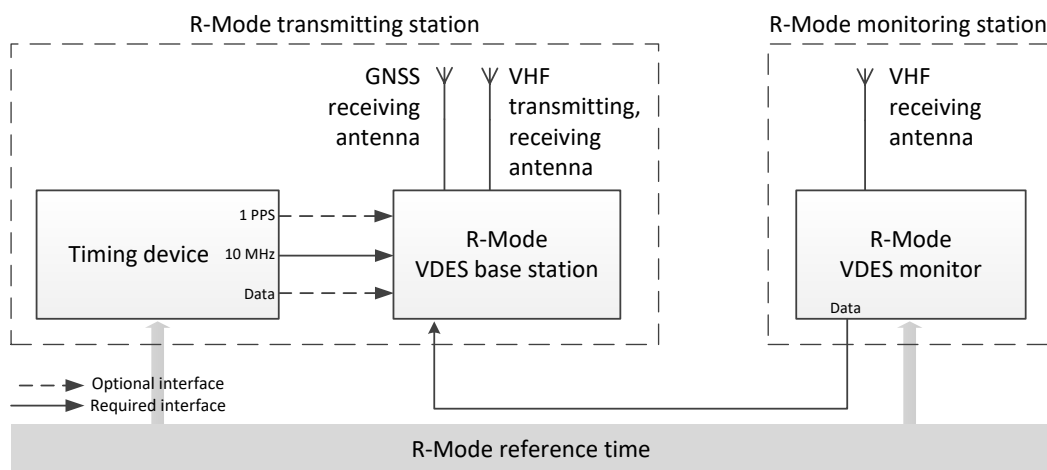 R-Mode transmitting station
R-Mode monitoring station
GNSS
receiving
antenna
VHF
transmitting,
receiving
antenna
VHF
receiving
antenna
Timing device
1 PPS
10 MHz
Data
R-Mode
VDES base station
R-Mode
VDES monitor
Data
Optional interface
Required interface
R-Mode reference time